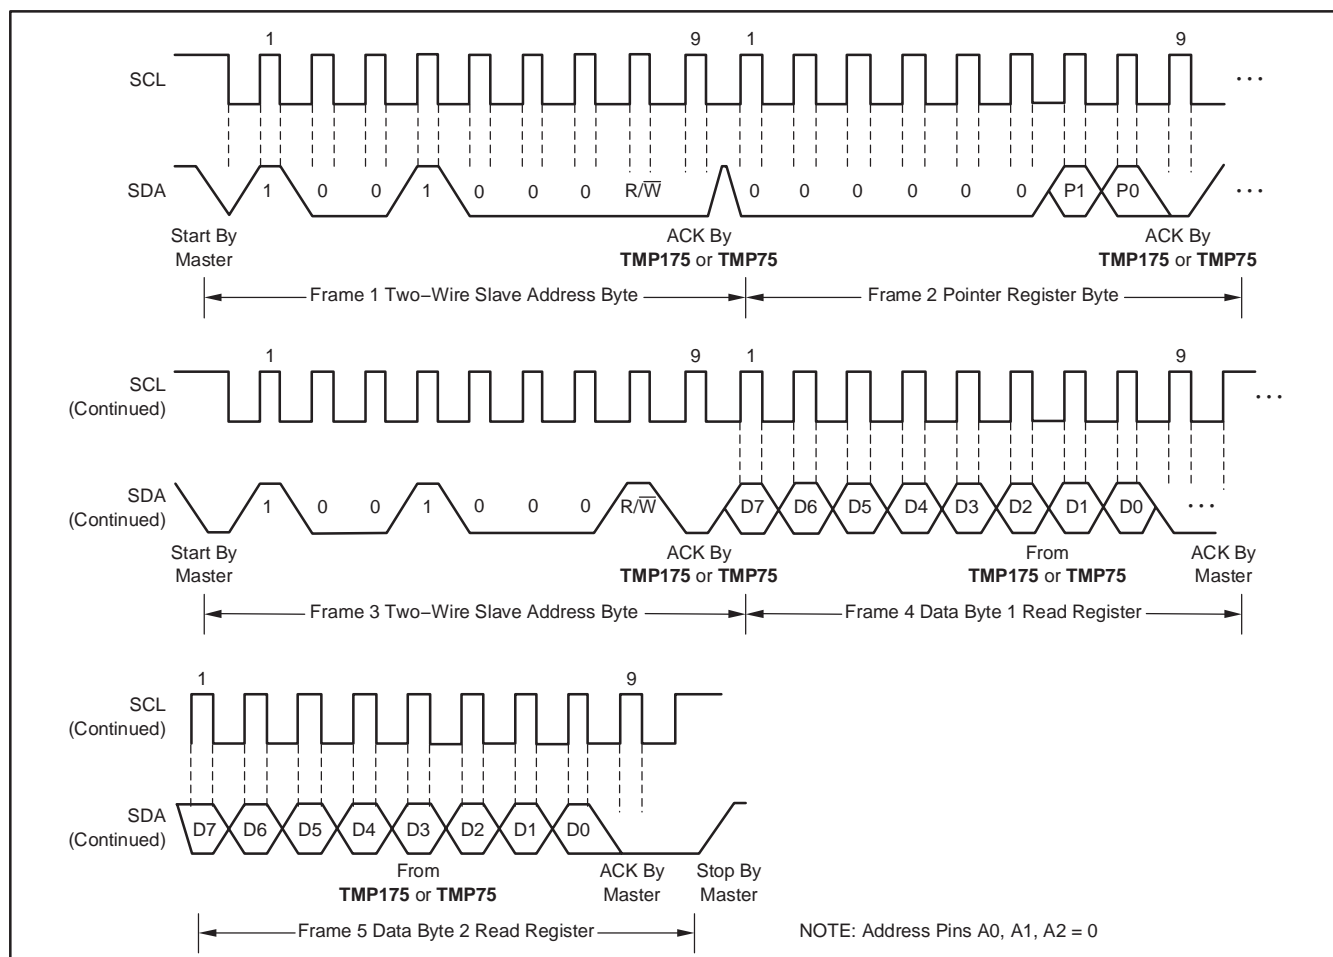 1 9 1 9
SCL ···
SDA 1 0 0 1 0 0 0 R/W̅ 0 0 0 0 0 0 P1 P0 ···
Start By
Master
ACK By
TMP175 or TMP75
ACK By
TMP175 or TMP75
Frame 1 Two−Wire Slave Address Byte
Frame 2 Pointer Register Byte
1 9 1 9
SCL
(Continued)
···
SDA
(Continued)
1 0 0 1 0 0 0 R/W̅ D7 D6 D5 D4 D3 D2 D1 D0 ···
Start By
Master
ACK By
TMP175 or TMP75
From
TMP175 or TMP75
ACK By
Master
Frame 3 Two−Wire Slave Address Byte
Frame 4 Data Byte 1 Read Register
1 9
SCL
(Continued)
SDA
(Continued)
D7 D6 D5 D4 D3 D2 D1 D0
From
TMP175 or TMP75
ACK By
Master
Stop By
Master
Frame 5 Data Byte 2 Read Register
NOTE: Address Pins A0, A1, A2 = 0